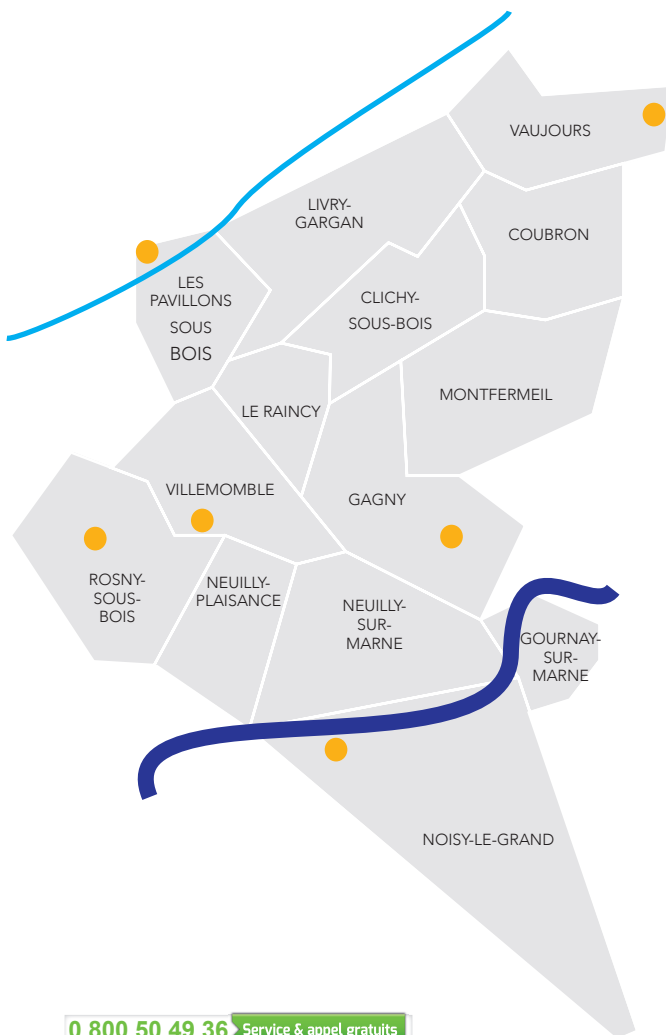 VAUJOURS
LIVRY-
GARGAN
COUBRON
LES
PAVILLONS
SOUS
BOIS
CLICHY-
SOUS-BOIS
MONTFERMEIL
LE RAINCY
VILLEMOMBLE
GAGNY
ROSNY-
SOUS-
BOIS
NEUILLY-
PLAISANCE
NEUILLY-
SUR-
MARNE
GOURNAY-
SUR-
MARNE
NOISY-LE-GRAND
0 800 50 49 36 Service & appel gratuits